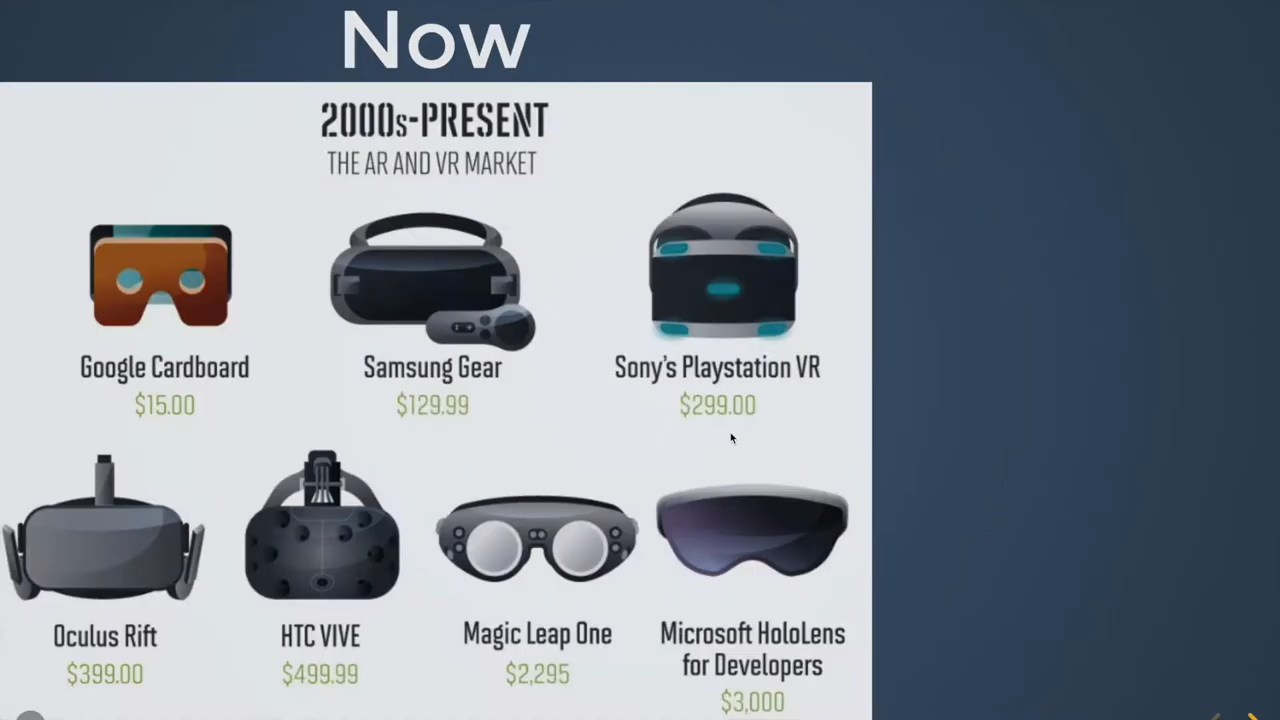 Now
2000s-PRESENT
THE AR AND VR MARKET
Google Cardboard
$15.00
Samsung Gear
$129.99
Sony's Playstation VR
$299.00
Oculus Rift
$399.00
HTC VIVE
$499.99
Magic Leap One
$2,295
Microsoft HoloLens
for Developers
$3,000